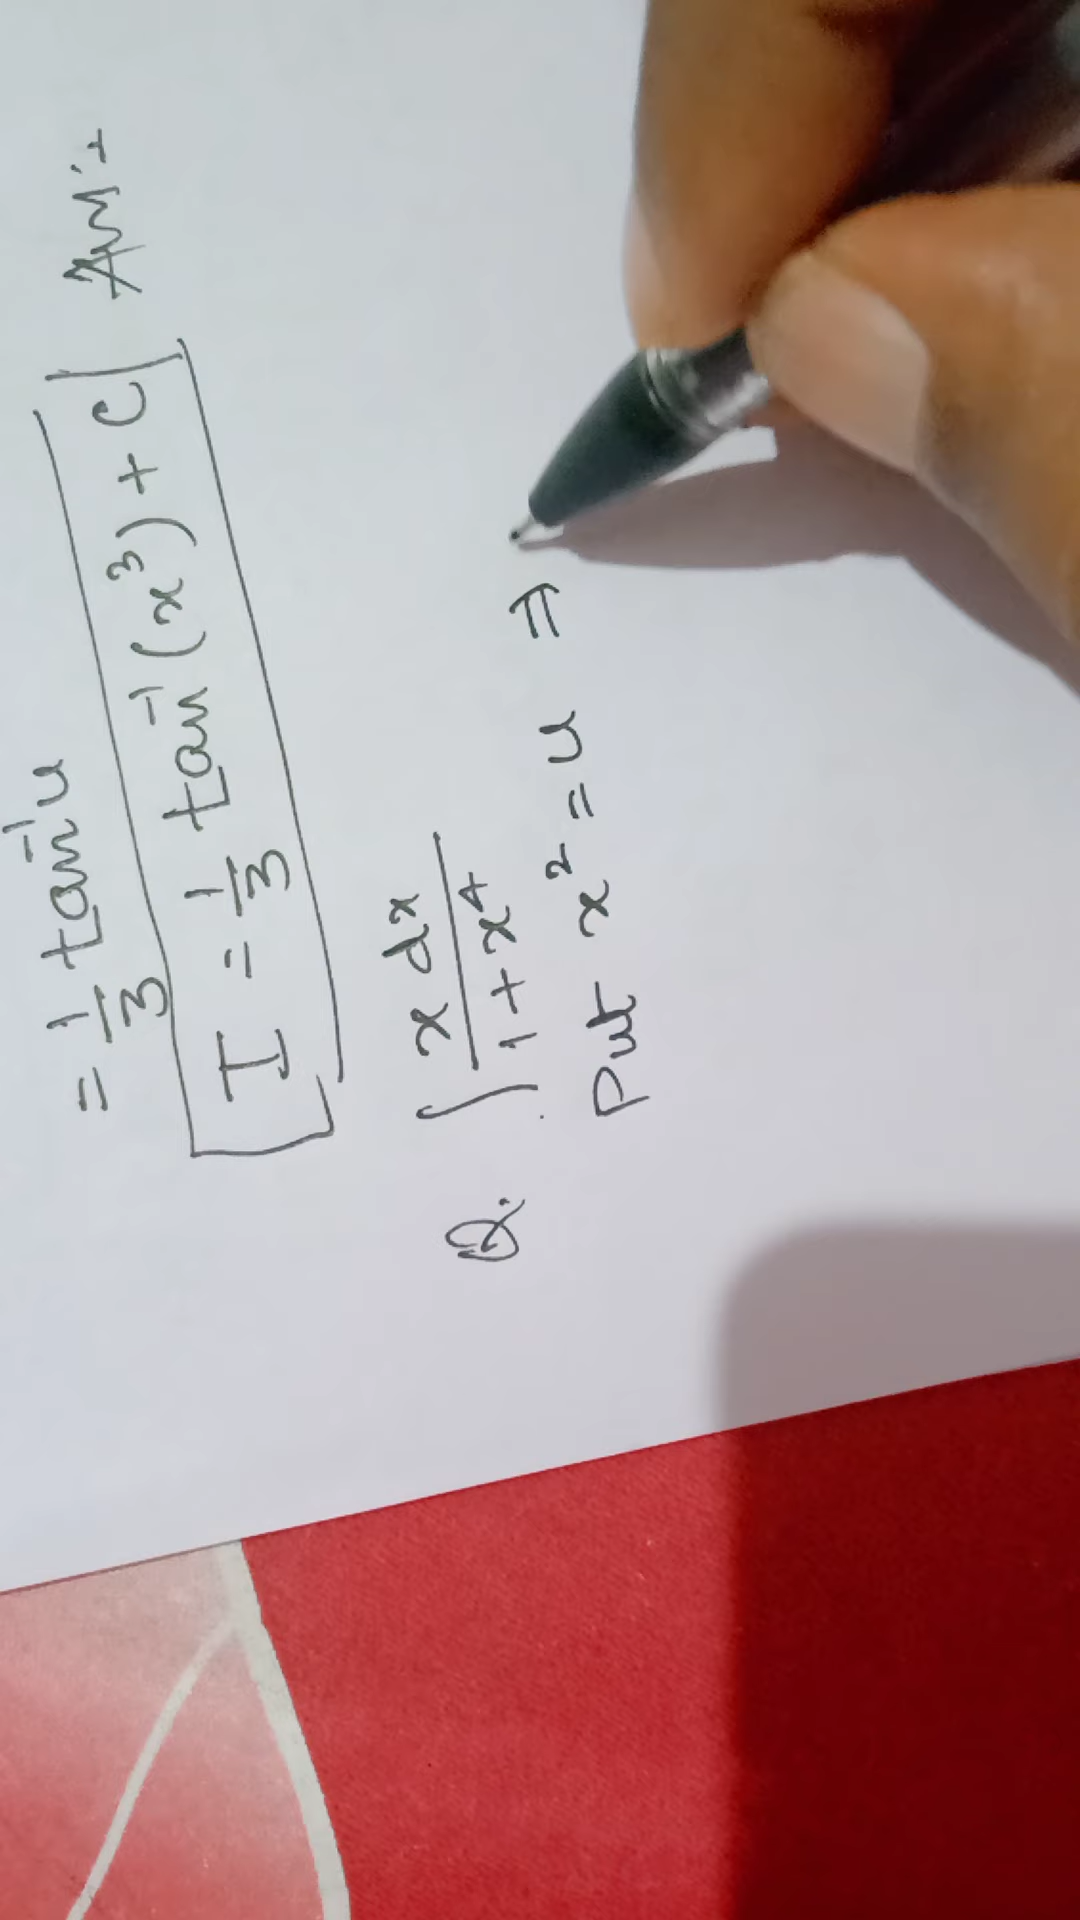 = 1/3 tan⁻¹u
I = 1/3 tan⁻¹(x³) + C Ans:
Q. ∫ x dx / 1 + x⁴
Put x² = u ⇒